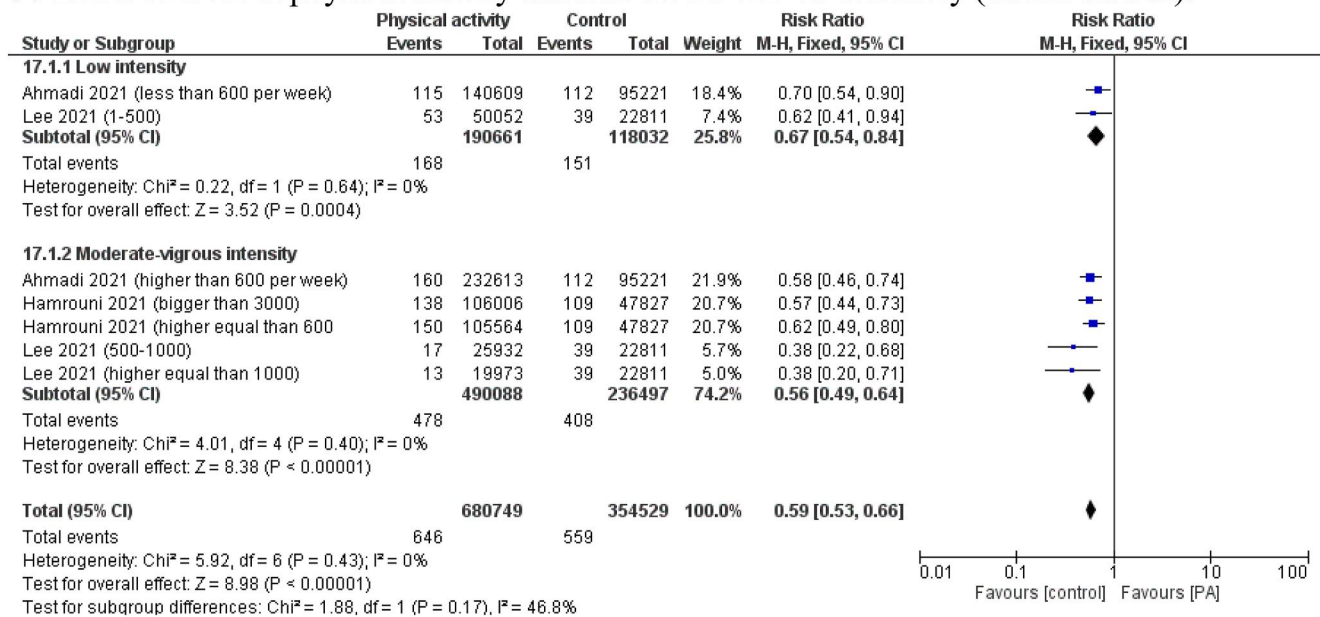 Physical activity Control Risk Ratio Risk Ratio
Study or Subgroup Events Total Events Total Weight M-H, Fixed, 95% CI M-H, Fixed, 95% CI
17.1.1 Low intensity
Ahmadi 2021 (less than 600 per week) 115 140609 112 95221 18.4% 0.70 [0.54, 0.90]
Lee 2021 (1-500) 53 50052 39 22811 7.4% 0.62 [0.41, 0.94]
Subtotal (95% CI) 190661 118032 25.8% 0.67 [0.54, 0.84]
Total events 168 151
Heterogeneity: Chi² = 0.22, df = 1 (P = 0.64); I² = 0%
Test for overall effect: Z = 3.52 (P = 0.0004)
17.1.2 Moderate-vigrous intensity
Ahmadi 2021 (higher than 600 per week) 160 232613 112 95221 21.9% 0.58 [0.46, 0.74]
Hamrouni 2021 (bigger than 3000) 138 106006 109 47827 20.7% 0.57 [0.44, 0.73]
Hamrouni 2021 (higher equal than 600 150 105564 109 47827 20.7% 0.62 [0.49, 0.80]
Lee 2021 (500-1000) 17 25932 39 22811 5.7% 0.38 [0.22, 0.68]
Lee 2021 (higher equal than 1000) 13 19973 39 22811 5.0% 0.38 [0.20, 0.71]
Subtotal (95% CI) 490088 236497 74.2% 0.56 [0.49, 0.64]
Total events 478 408
Heterogeneity: Chi² = 4.01, df = 4 (P = 0.40); I² = 0%
Test for overall effect: Z = 8.38 (P < 0.00001)
Total (95% CI) 680749 354529 100.0% 0.59 [0.53, 0.66]
Total events 646 559
Heterogeneity: Chi² = 5.92, df = 6 (P = 0.43); I² = 0%
Test for overall effect: Z = 8.98 (P < 0.00001)
Test for subgroup differences: Chi² = 1.88, df = 1 (P = 0.17), I² = 46.8%
0.01 0.1 1 10 100
Favours [control] Favours [PA]